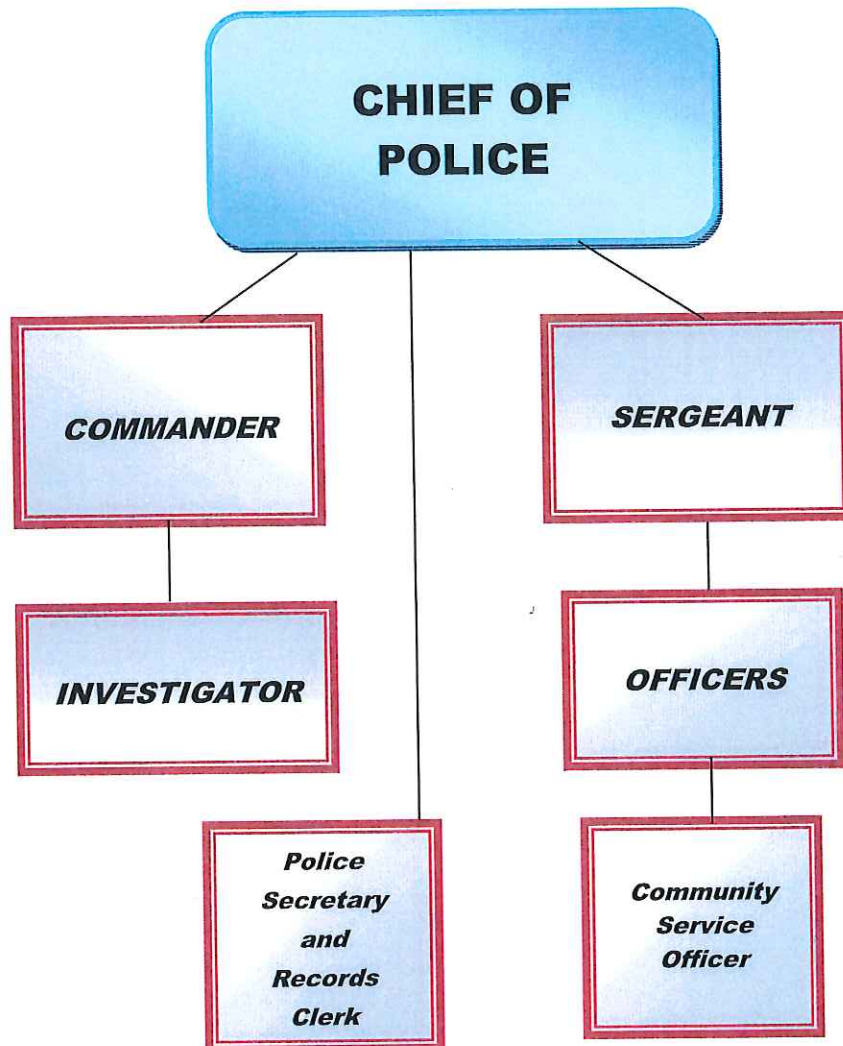 CHIEF OF
POLICE
COMMANDER
SERGEANT
INVESTIGATOR
OFFICERS
Police
Secretary
and
Records
Clerk
Community
Service
Officer